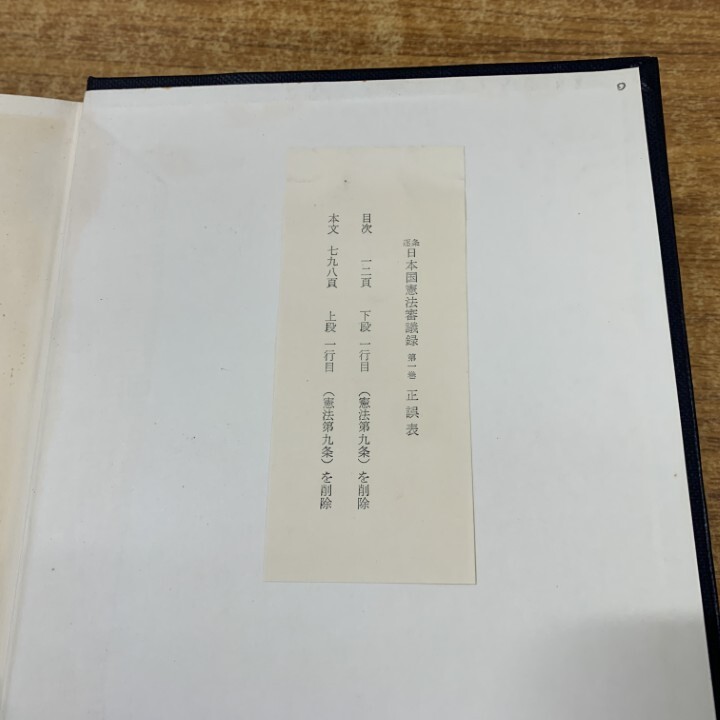 逐条日本国憲法審議録 第一巻 正誤表
目次 一二頁 下段 一行目 (憲法第九条)を削除
本文 七九八頁 上段 一行目 (憲法第九条)を削除